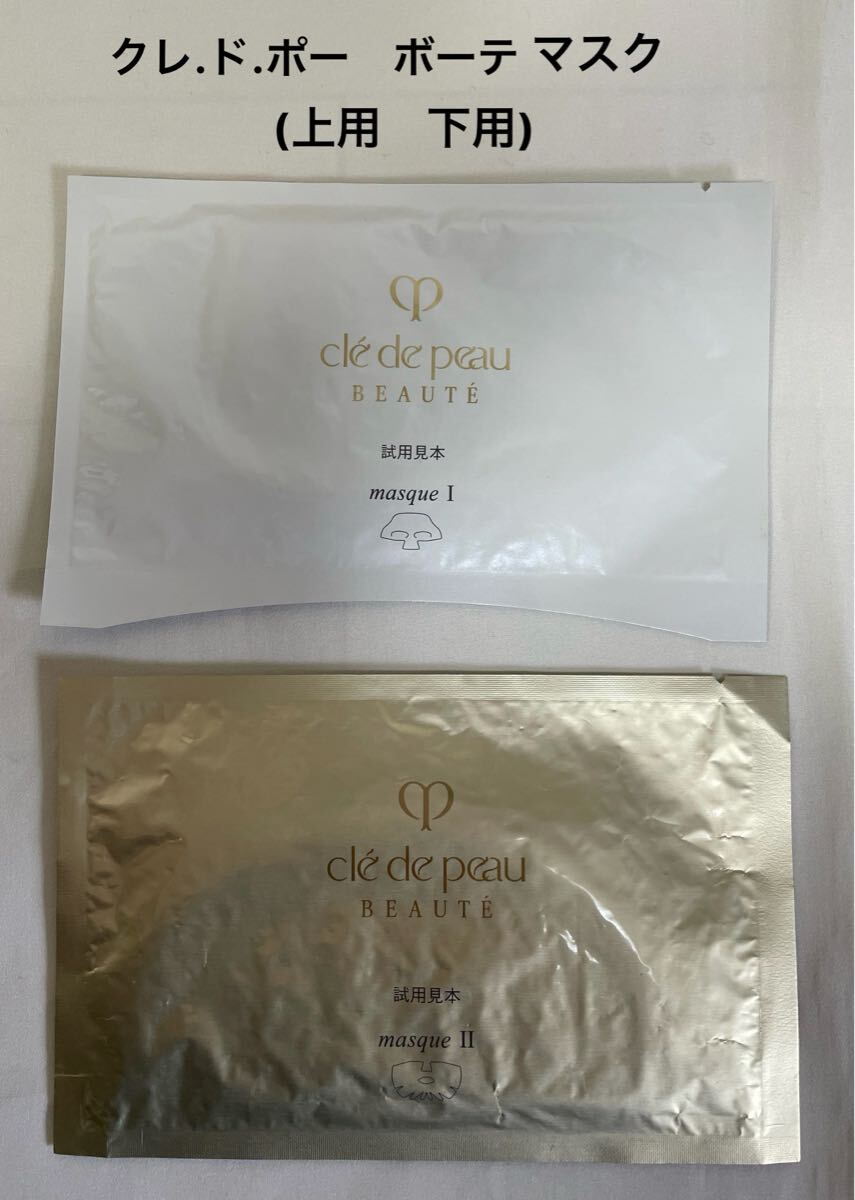 クレ.ド.ポー　ボーテ マスク
(上用　下用)
clé de peau
BEAUTÉ
試用見本
masque I
clé de peau
BEAUTÉ
試用見本
masque II